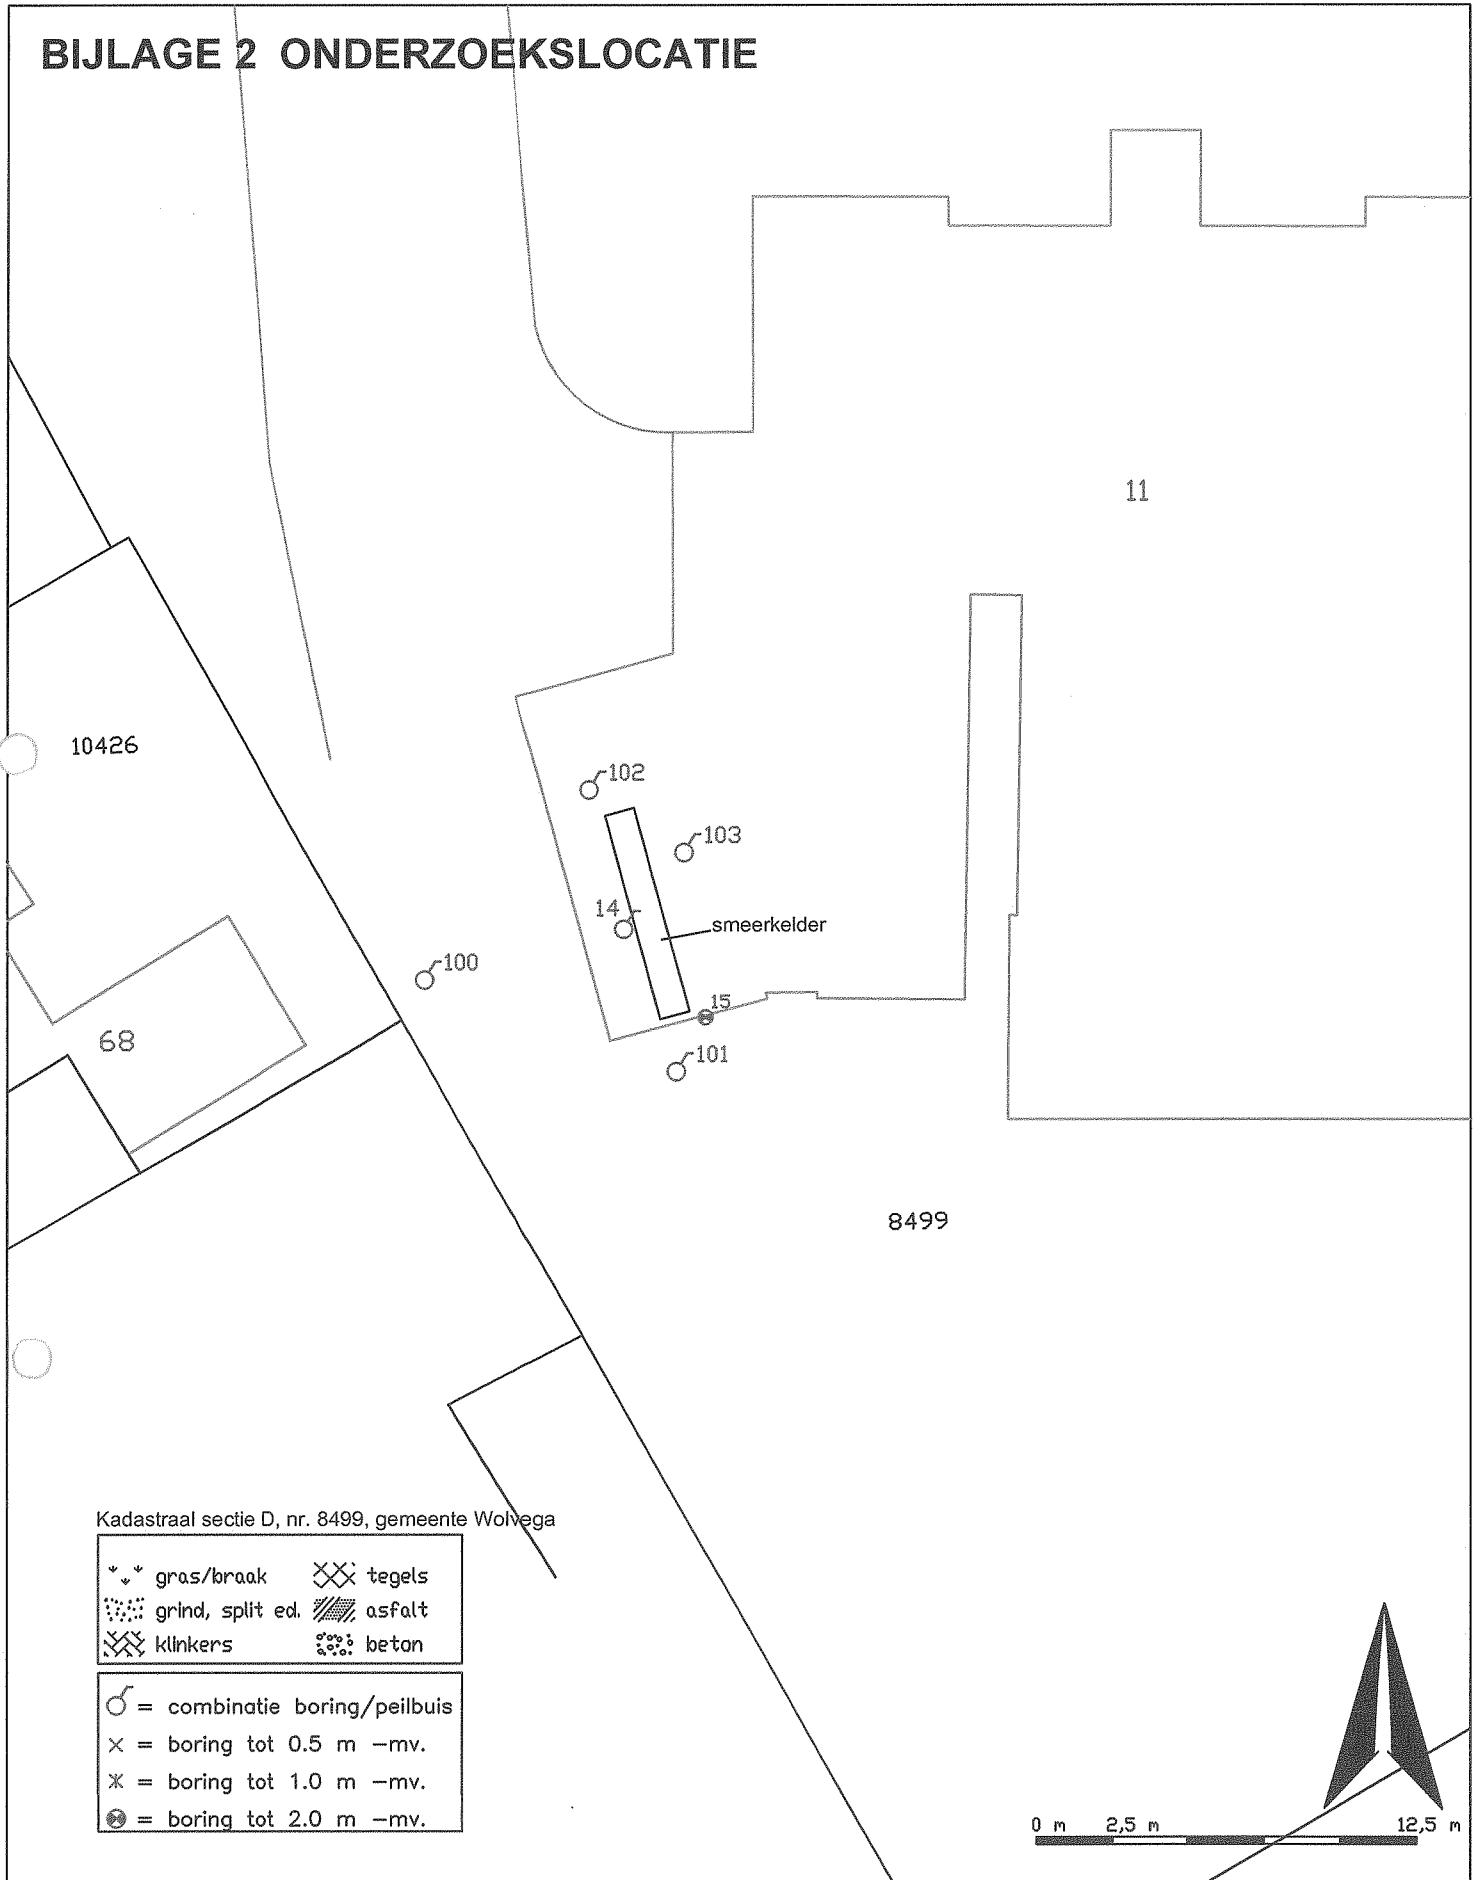 BIJLAGE 2 ONDERZOEKSLOCATIE
11
10426
102
103
14
smeerkelder
100
15
68
101
8499
Kadastraal sectie D, nr. 8499, gemeente Wolvega
gras/braak
tegels
grind, split ed.
asfalt
klinkers
beton
= combinatie boring/peilbuis
= boring tot 0.5 m -mv.
= boring tot 1.0 m -mv.
= boring tot 2.0 m -mv.
0 m 2,5 m 12,5 m